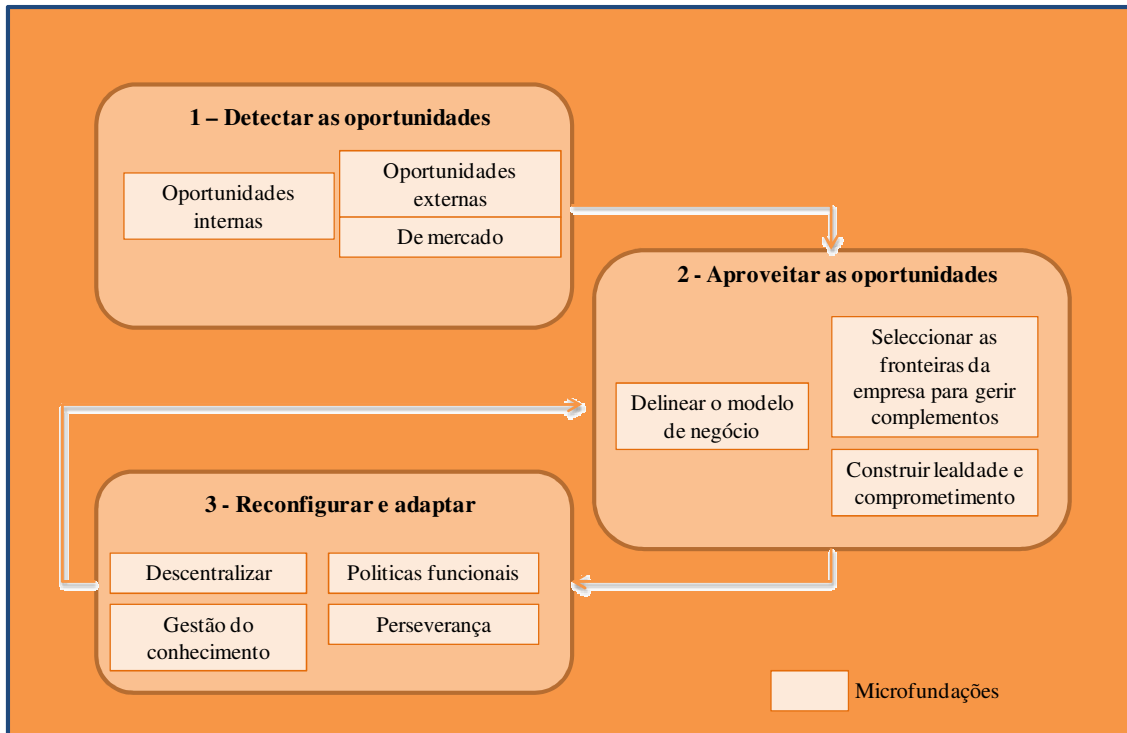 1 – Detectar as oportunidades
Oportunidades
internas
Oportunidades
externas
De mercado
2 - Aproveitar as oportunidades
Delinear o modelo
de negócio
Seleccionar as
fronteiras da
empresa para gerir
complementos
Construir lealdade e
comprometimento
3 - Reconfigurar e adaptar
Descentralizar
Politicas funcionais
Gestão do
conhecimento
Perseverança
Microfundações